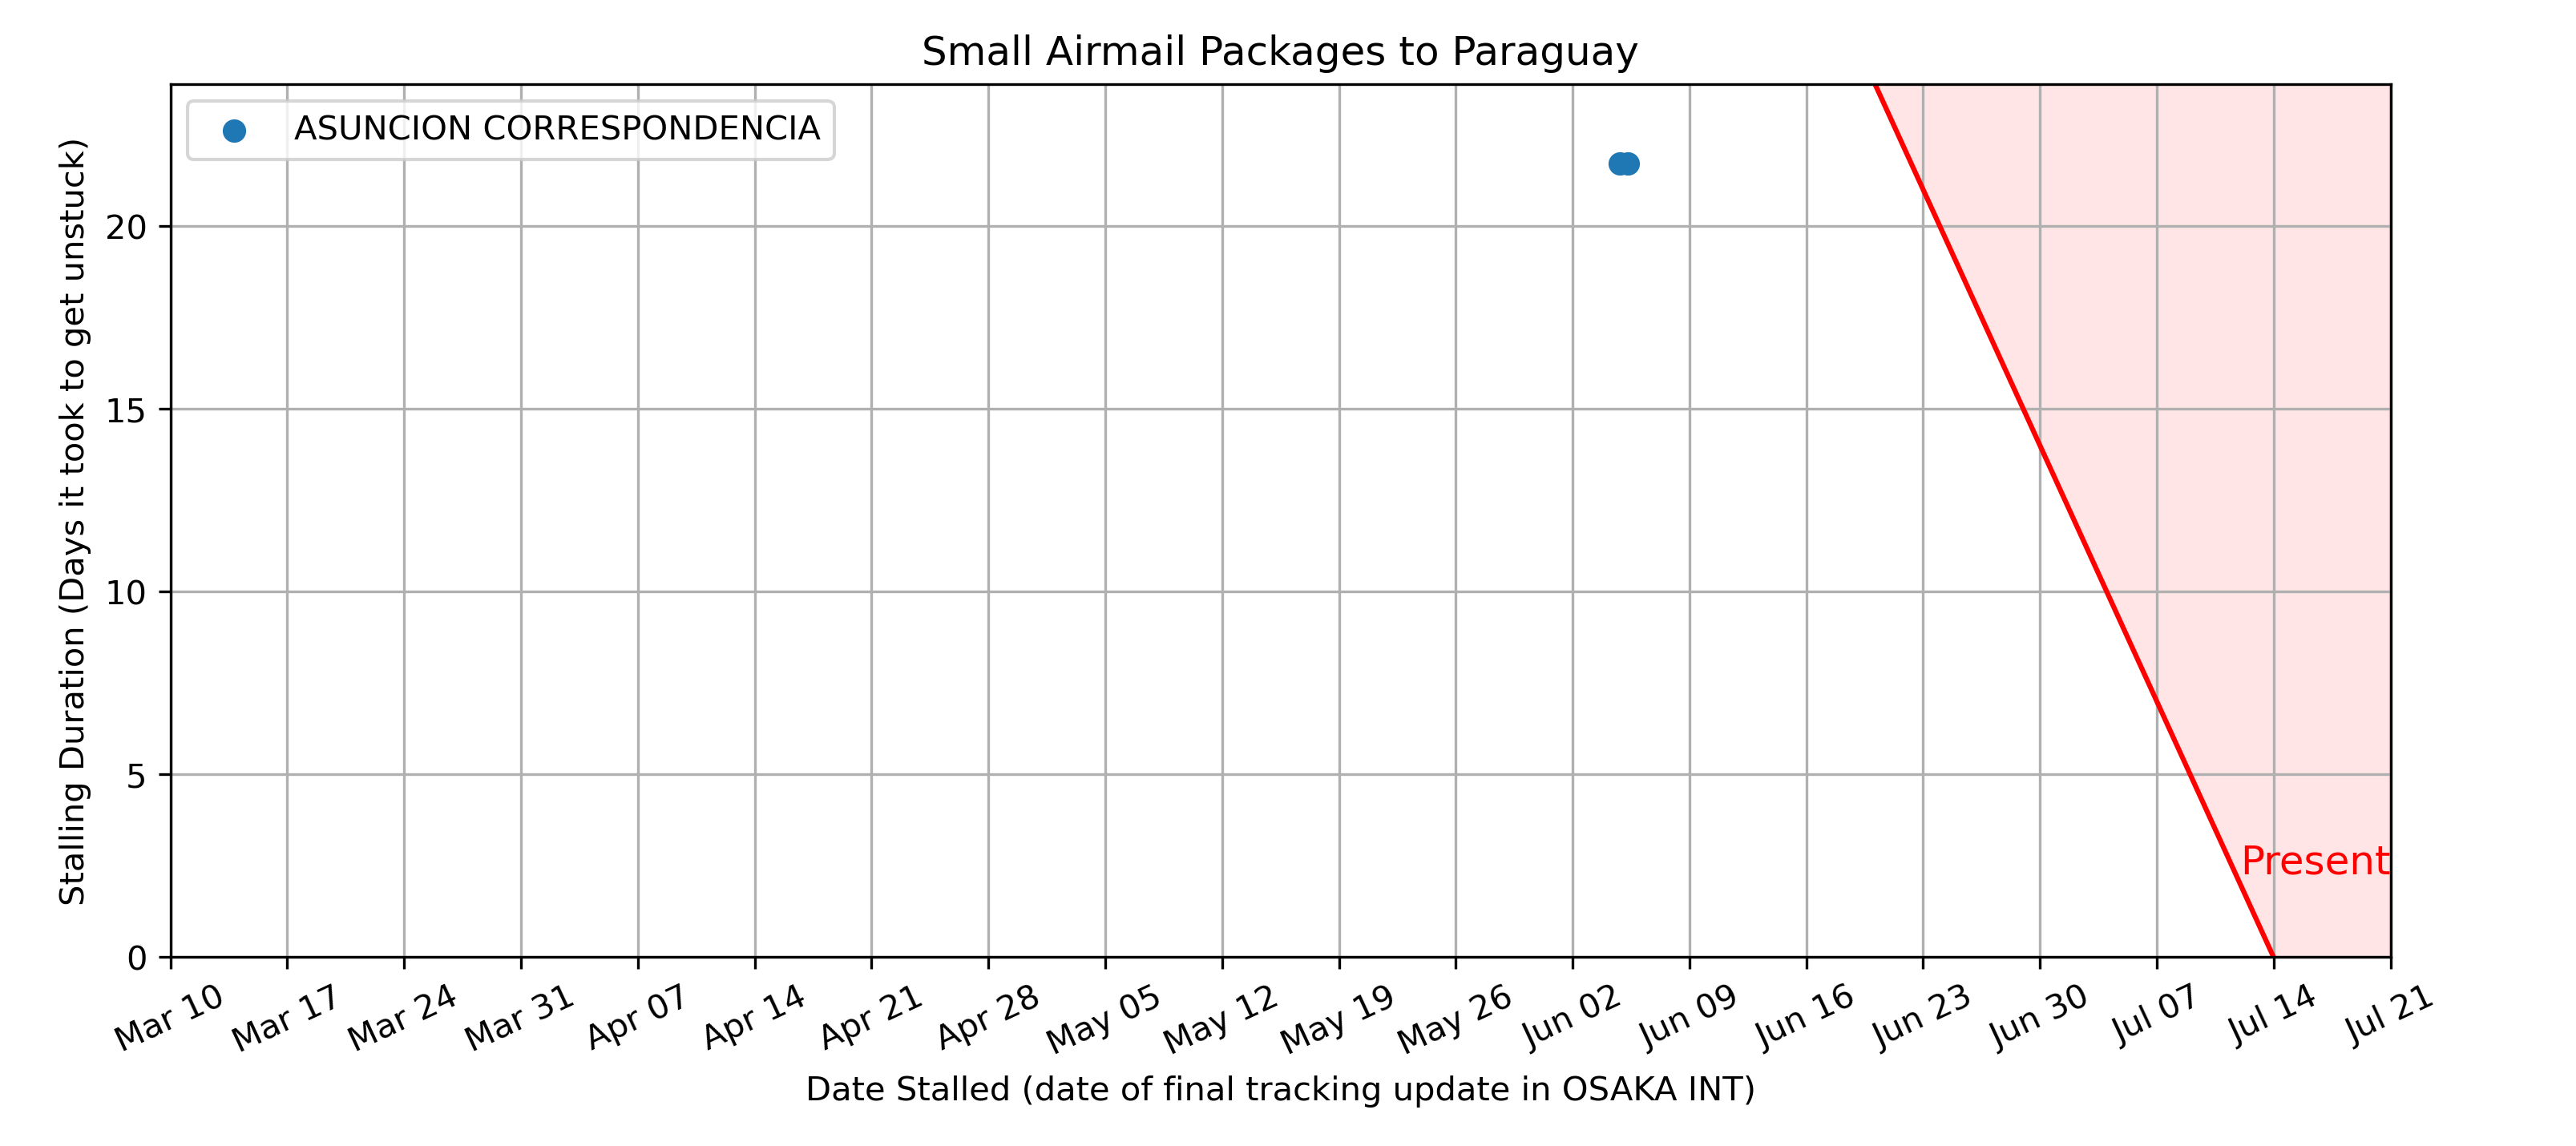 Small Airmail Packages to Paraguay
ASUNCION CORRESPONDENCIA
Stalling Duration (Days it took to get unstuck)
20
15
10
5
0
Present
Mar 10
Mar 17
Mar 24
Mar 31
Apr 07
Apr 14
Apr 21
Apr 28
May 05
May 12
May 19
May 26
Jun 02
Jun 09
Jun 16
Jun 23
Jun 30
Jul 07
Jul 14
Jul 21
Date Stalled (date of final tracking update in OSAKA INT)